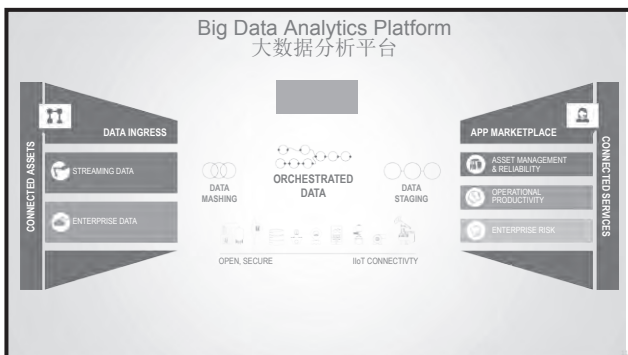 Big Data Analytics Platform
大数据分析平台
CONNECTED ASSETS
DATA INGRESS
STREAMING DATA
ENTERPRISE DATA
DATA
MASHING
ORCHESTRATED
DATA
DATA
STAGING
OPEN, SECURE
IIoT CONNECTIVTY
APP MARKETPLACE
ASSET MANAGEMENT
& RELIABILITY
OPERATIONAL
PRODUCTIVITY
ENTERPRISE RISK
CONNECTED SERVICES